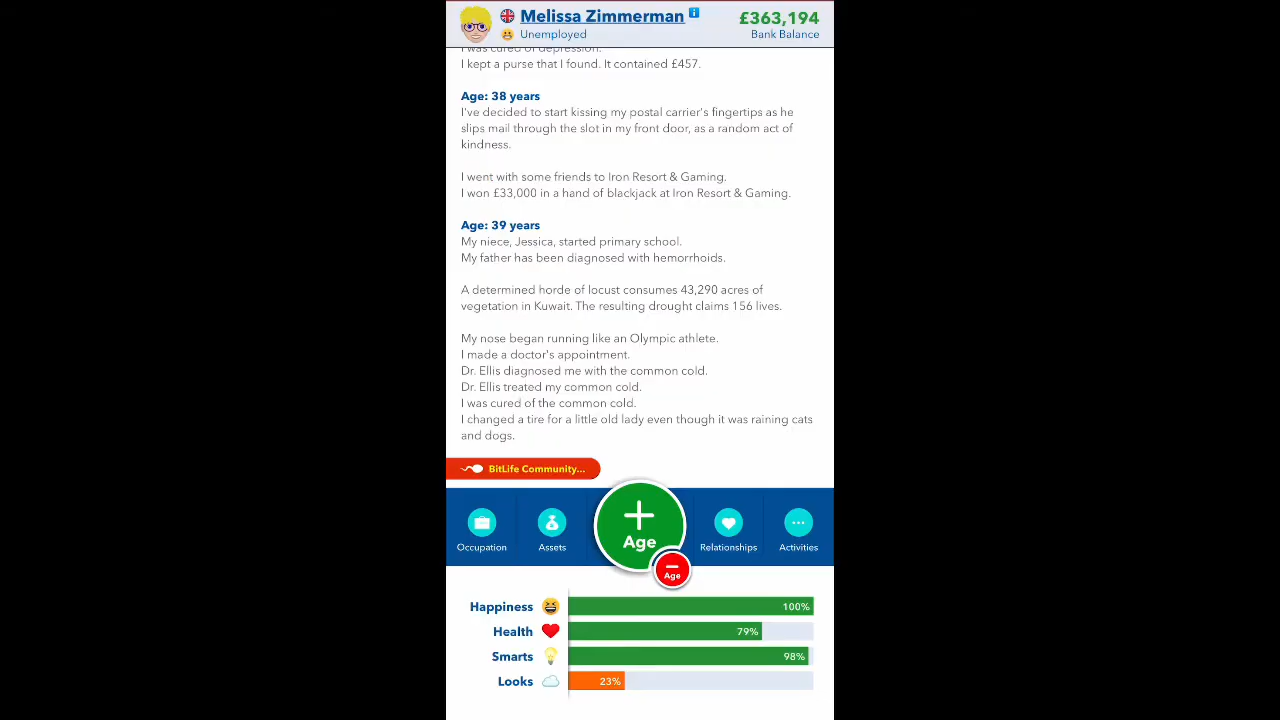 Melissa Zimmerman
£363,194
Unemployed
Bank Balance
I was cured of depression.
I kept a purse that I found. It contained £457.
Age: 38 years
I've decided to start kissing my postal carrier's fingertips as he
slips mail through the slot in my front door, as a random act of
kindness.
I went with some friends to Iron Resort & Gaming.
I won £33,000 in a hand of blackjack at Iron Resort & Gaming.
Age: 39 years
My niece, Jessica, started primary school.
My father has been diagnosed with hemorrhoids.
A determined horde of locust consumes 43,290 acres of
vegetation in Kuwait. The resulting drought claims 156 lives.
My nose began running like an Olympic athlete.
I made a doctor's appointment.
Dr. Ellis diagnosed me with the common cold.
Dr. Ellis treated my common cold.
I was cured of the common cold.
I changed a tire for a little old lady even though it was raining cats
and dogs.
BitLife Community...
Occupation
Assets
Age
Age
Relationships
Activities
Happiness 100%
Health 79%
Smarts 98%
Looks 23%